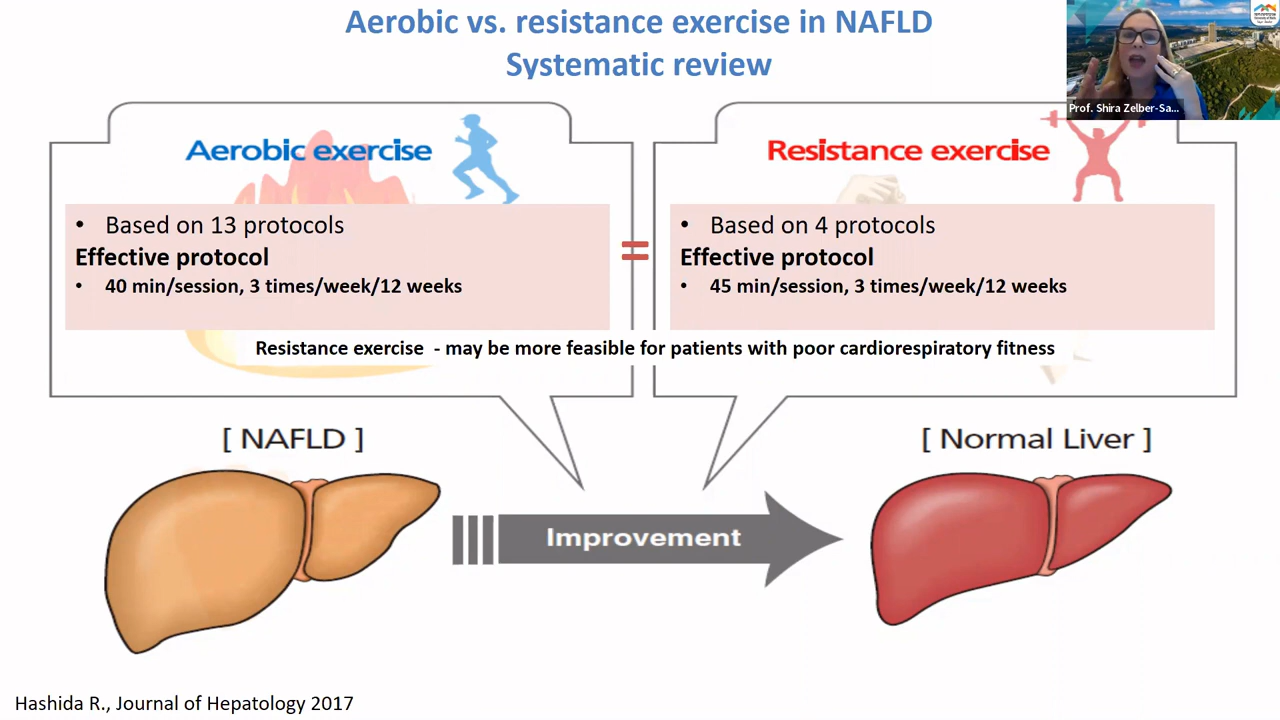 Aerobic vs. resistance exercise in NAFLD
Systematic review
Prof. Shira Zelber-Sa...
Aerobic exercise
• Based on 13 protocols
Effective protocol
• 40 min/session, 3 times/week/12 weeks
=
Resistance exercise
• Based on 4 protocols
Effective protocol
• 45 min/session, 3 times/week/12 weeks
Resistance exercise - may be more feasible for patients with poor cardiorespiratory fitness
[ NAFLD ]
Improvement
[ Normal Liver ]
Hashida R., Journal of Hepatology 2017